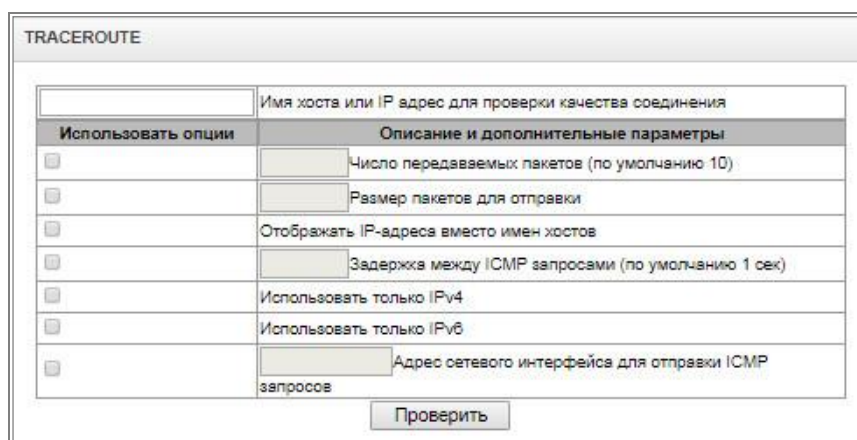 TRACEROUTE
Имя хоста или IP адрес для проверки качества соединения
Использовать опции Описание и дополнительные параметры
Число передаваемых пакетов (по умолчанию 10)
Размер пакетов для отправки
Отображать IP-адреса вместо имен хостов
Задержка между ICMP запросами (по умолчанию 1 сек)
Использовать только IPv4
Использовать только IPv6
Адрес сетевого интерфейса для отправки ICMP
запросов
Проверить